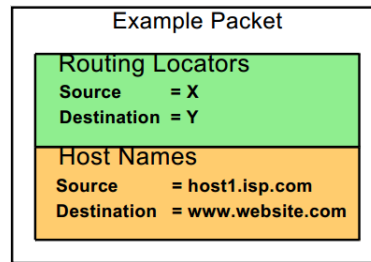 Example Packet
Routing Locators
Source = X
Destination = Y
Host Names
Source = host1.isp.com
Destination = www.website.com